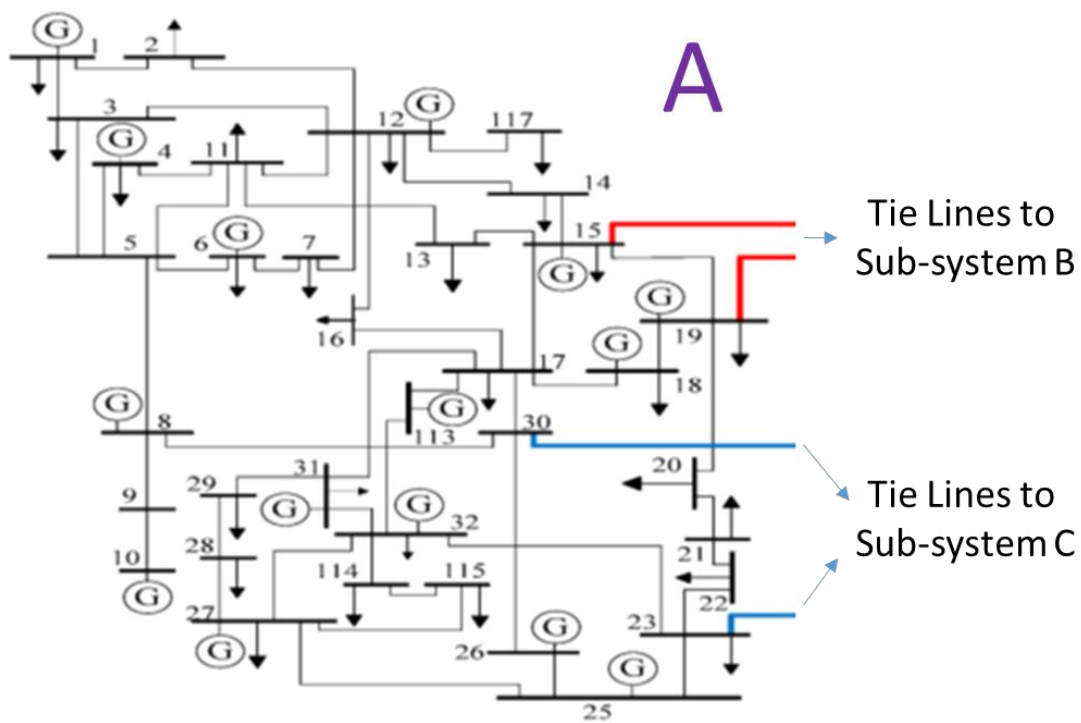 G
1
2
A
3
G
12
G
117
G
4
11
14
Tie Lines to
Sub-system B
5
6
G
7
13
15
G
G
19
16
17
G
18
G
8
G
113
30
31
20
Tie Lines to
Sub-system C
29
G
G
32
9
28
21
10
114
115
22
G
27
23
G
26
G
G
25